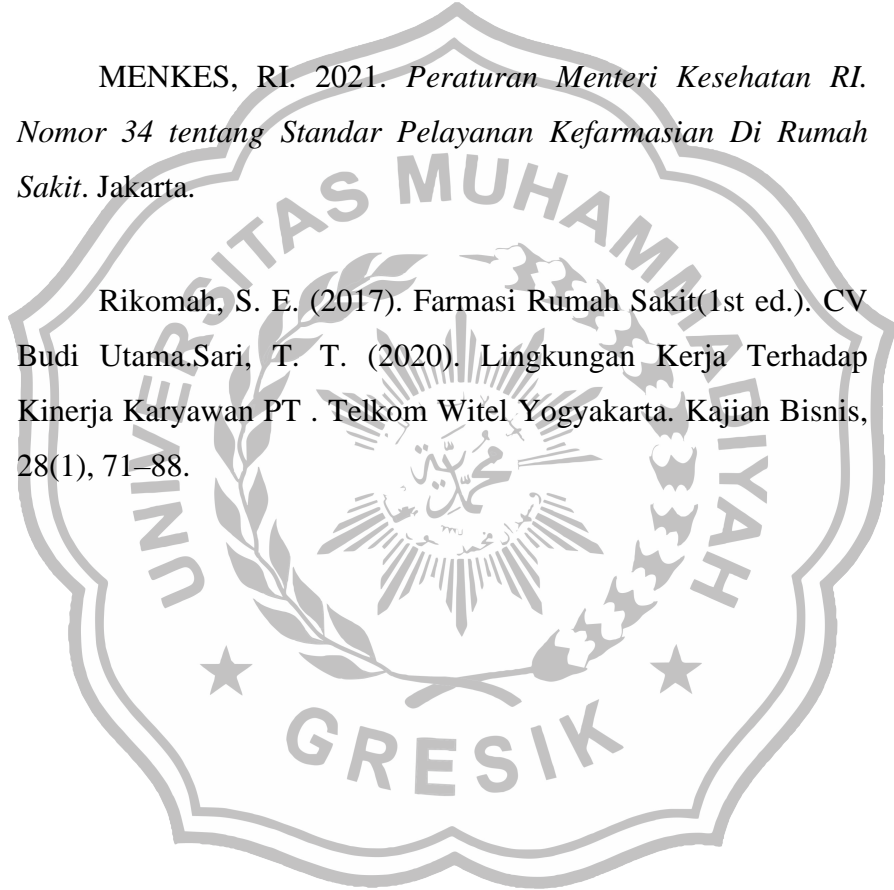 MENKES, RI. 2021. Peraturan Menteri Kesehatan RI.
Nomor 34 tentang Standar Pelayanan Kefarmasian Di Rumah
Sakit. Jakarta.
Rikomah, S. E. (2017). Farmasi Rumah Sakit(1st ed.). CV
Budi Utama.Sari, T. T. (2020). Lingkungan Kerja Terhadap
Kinerja Karyawan PT . Telkom Witel Yogyakarta. Kajian Bisnis,
28(1), 71–88.
UNIVERSITAS MUHAMMADIYAH
GRESIK